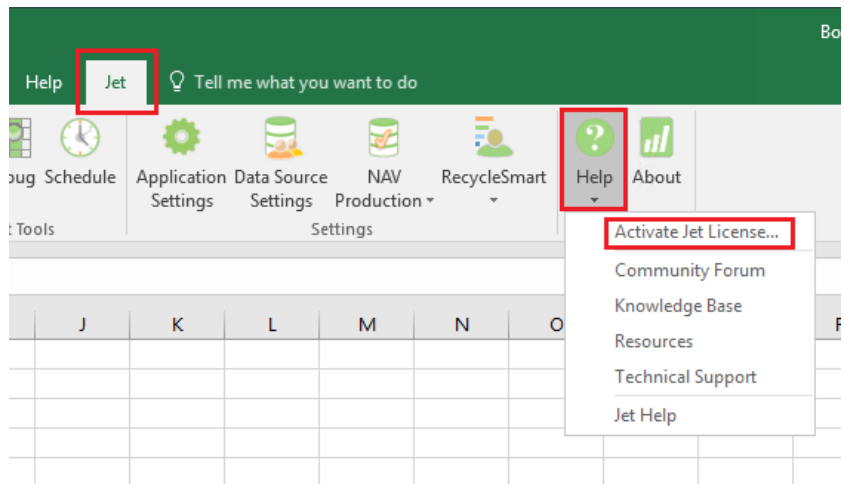 Bo
Help Jet Tell me what you want to do
bug Schedule Application Settings Data Source Settings NAV Production RecycleSmart Help About
Tools Settings
Activate Jet License...
Community Forum
Knowledge Base
Resources
Technical Support
Jet Help
J K L M N O